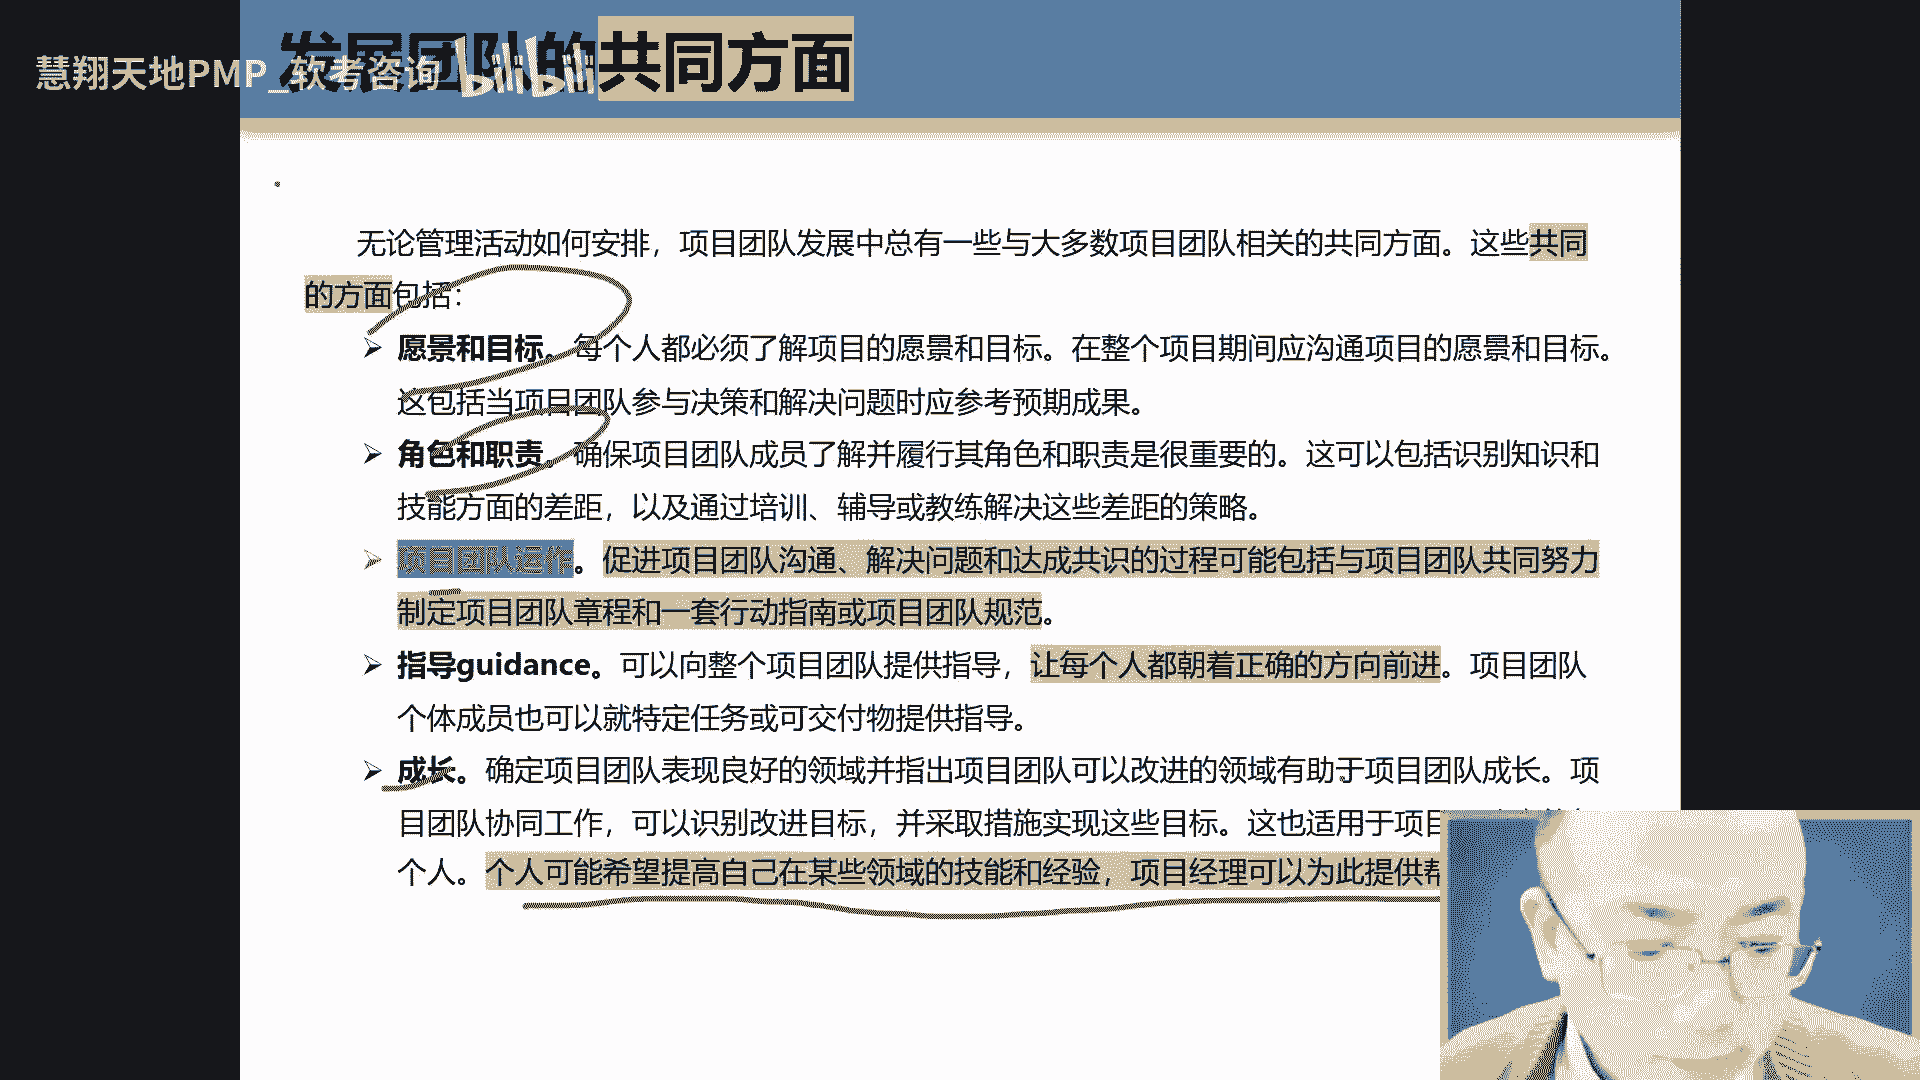 发展团队的共同方面
慧翔天地PMP_软考咨询
bilibili
无论管理活动如何安排，项目团队发展中总有一些与大多数项目团队相关的共同方面。这些共同
的方面包括：
➢ 愿景和目标。每个人都必须了解项目的愿景和目标。在整个项目期间应沟通项目的愿景和目标。
这包括当项目团队参与决策和解决问题时应参考预期成果。
➢ 角色和职责。确保项目团队成员了解并履行其角色和职责是很重要的。这可以包括识别知识和
技能方面的差距，以及通过培训、辅导或教练解决这些差距的策略。
➢ 项目团队运作。促进项目团队沟通、解决问题和达成共识的过程可能包括与项目团队共同努力
制定项目团队章程和一套行动指南或项目团队规范。
➢ 指导guidance。可以向整个项目团队提供指导，让每个人都朝着正确的方向前进。项目团队
个体成员也可以就特定任务或可交付物提供指导。
➢ 成长。确定项目团队表现良好的领域并指出项目团队可以改进的领域有助于项目团队成长。项
目团队协同工作，可以识别改进目标，并采取措施实现这些目标。这也适用于项目
个人。个人可能希望提高自己在某些领域的技能和经验，项目经理可以为此提供